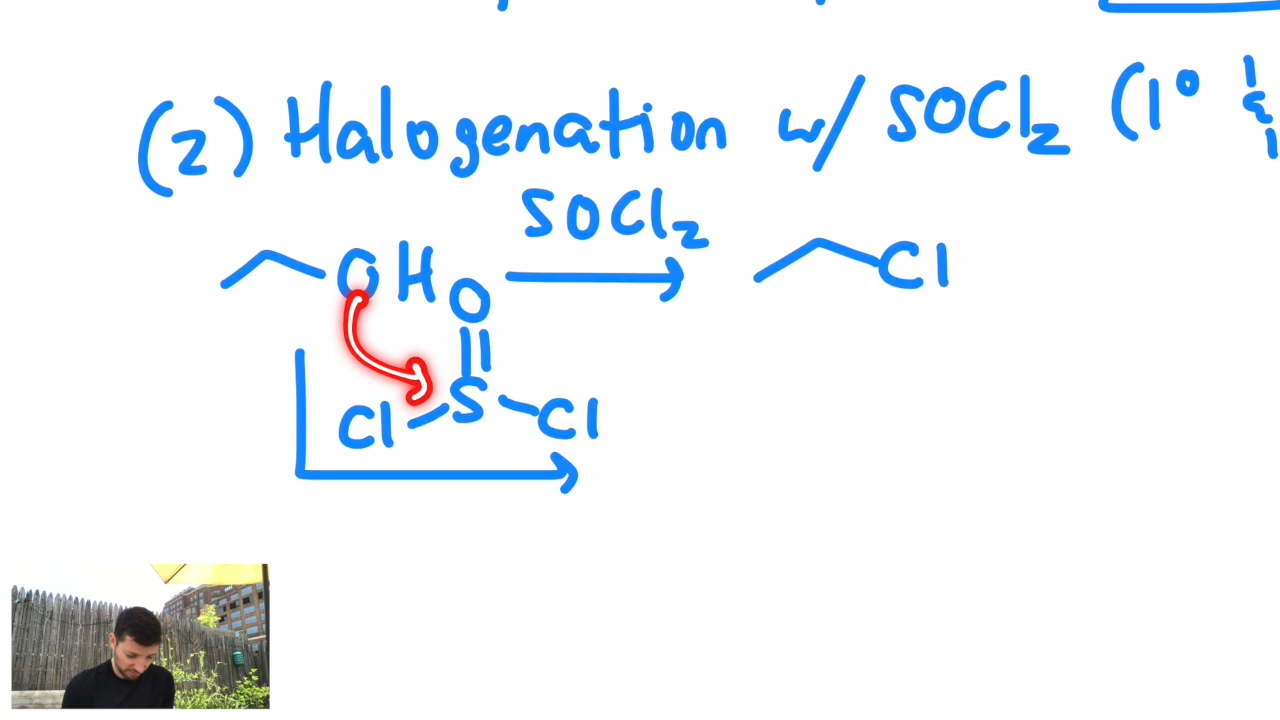 (2) Halogenation w/ SOCl₂ (1°
SOCl₂
OH
Cl
O
S
Cl
Cl